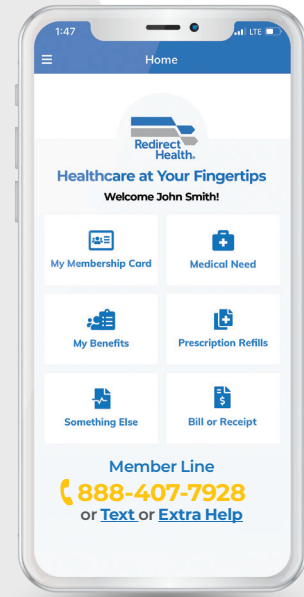 1:47 LTE
Home
Redirect
Health.
Healthcare at Your Fingertips
Welcome John Smith!
My Membership Card Medical Need
My Benefits Prescription Refills
Something Else Bill or Receipt
Member Line
888-407-7928
or Text or Extra Help